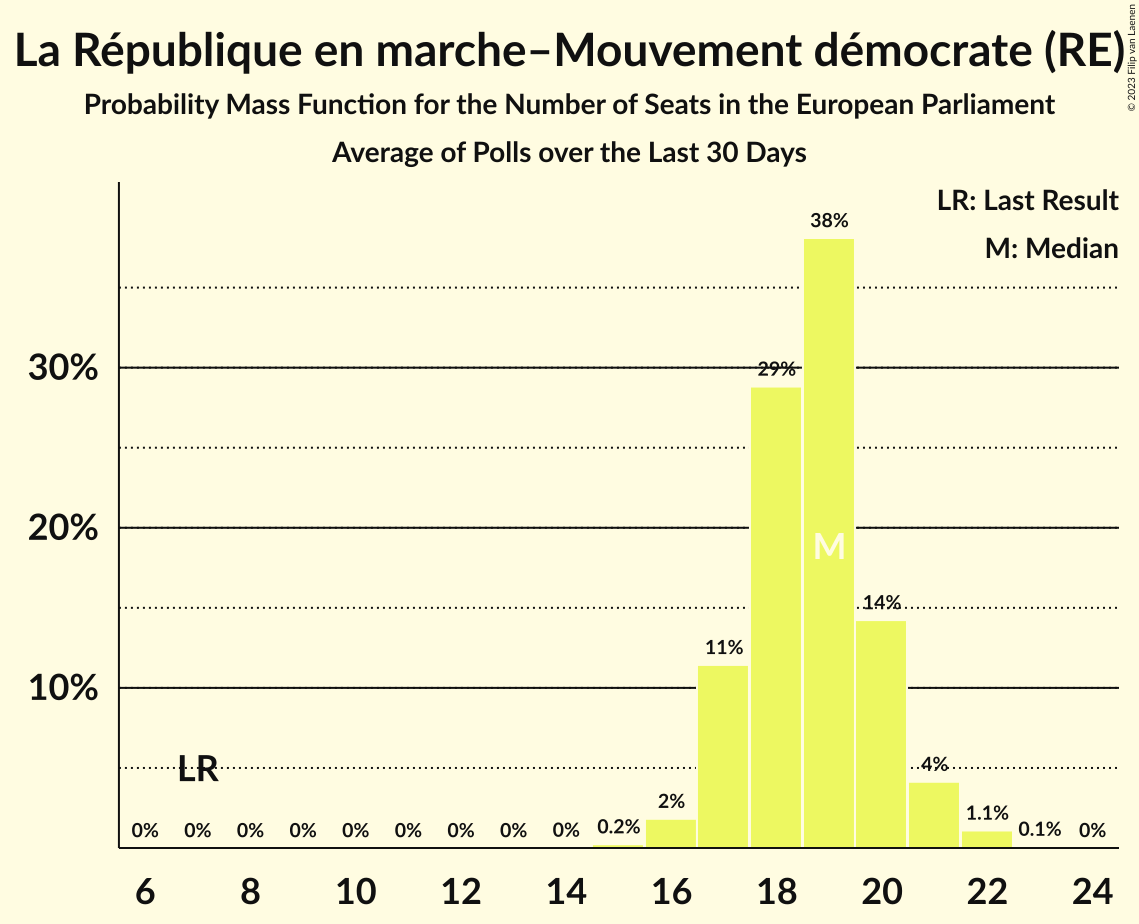 La République en marche–Mouvement démocrate (RE)
Probability Mass Function for the Number of Seats in the European Parliament
Average of Polls over the Last 30 Days
© 2023 Filip van Laenen
LR: Last Result
M: Median
38%
30%
29%
20%
M
14%
11%
10%
LR
4%
2%
1.1%
0% 0% 0% 0% 0% 0% 0% 0% 0% 0.2% 0.1% 0%
6 8 10 12 14 16 18 20 22 24